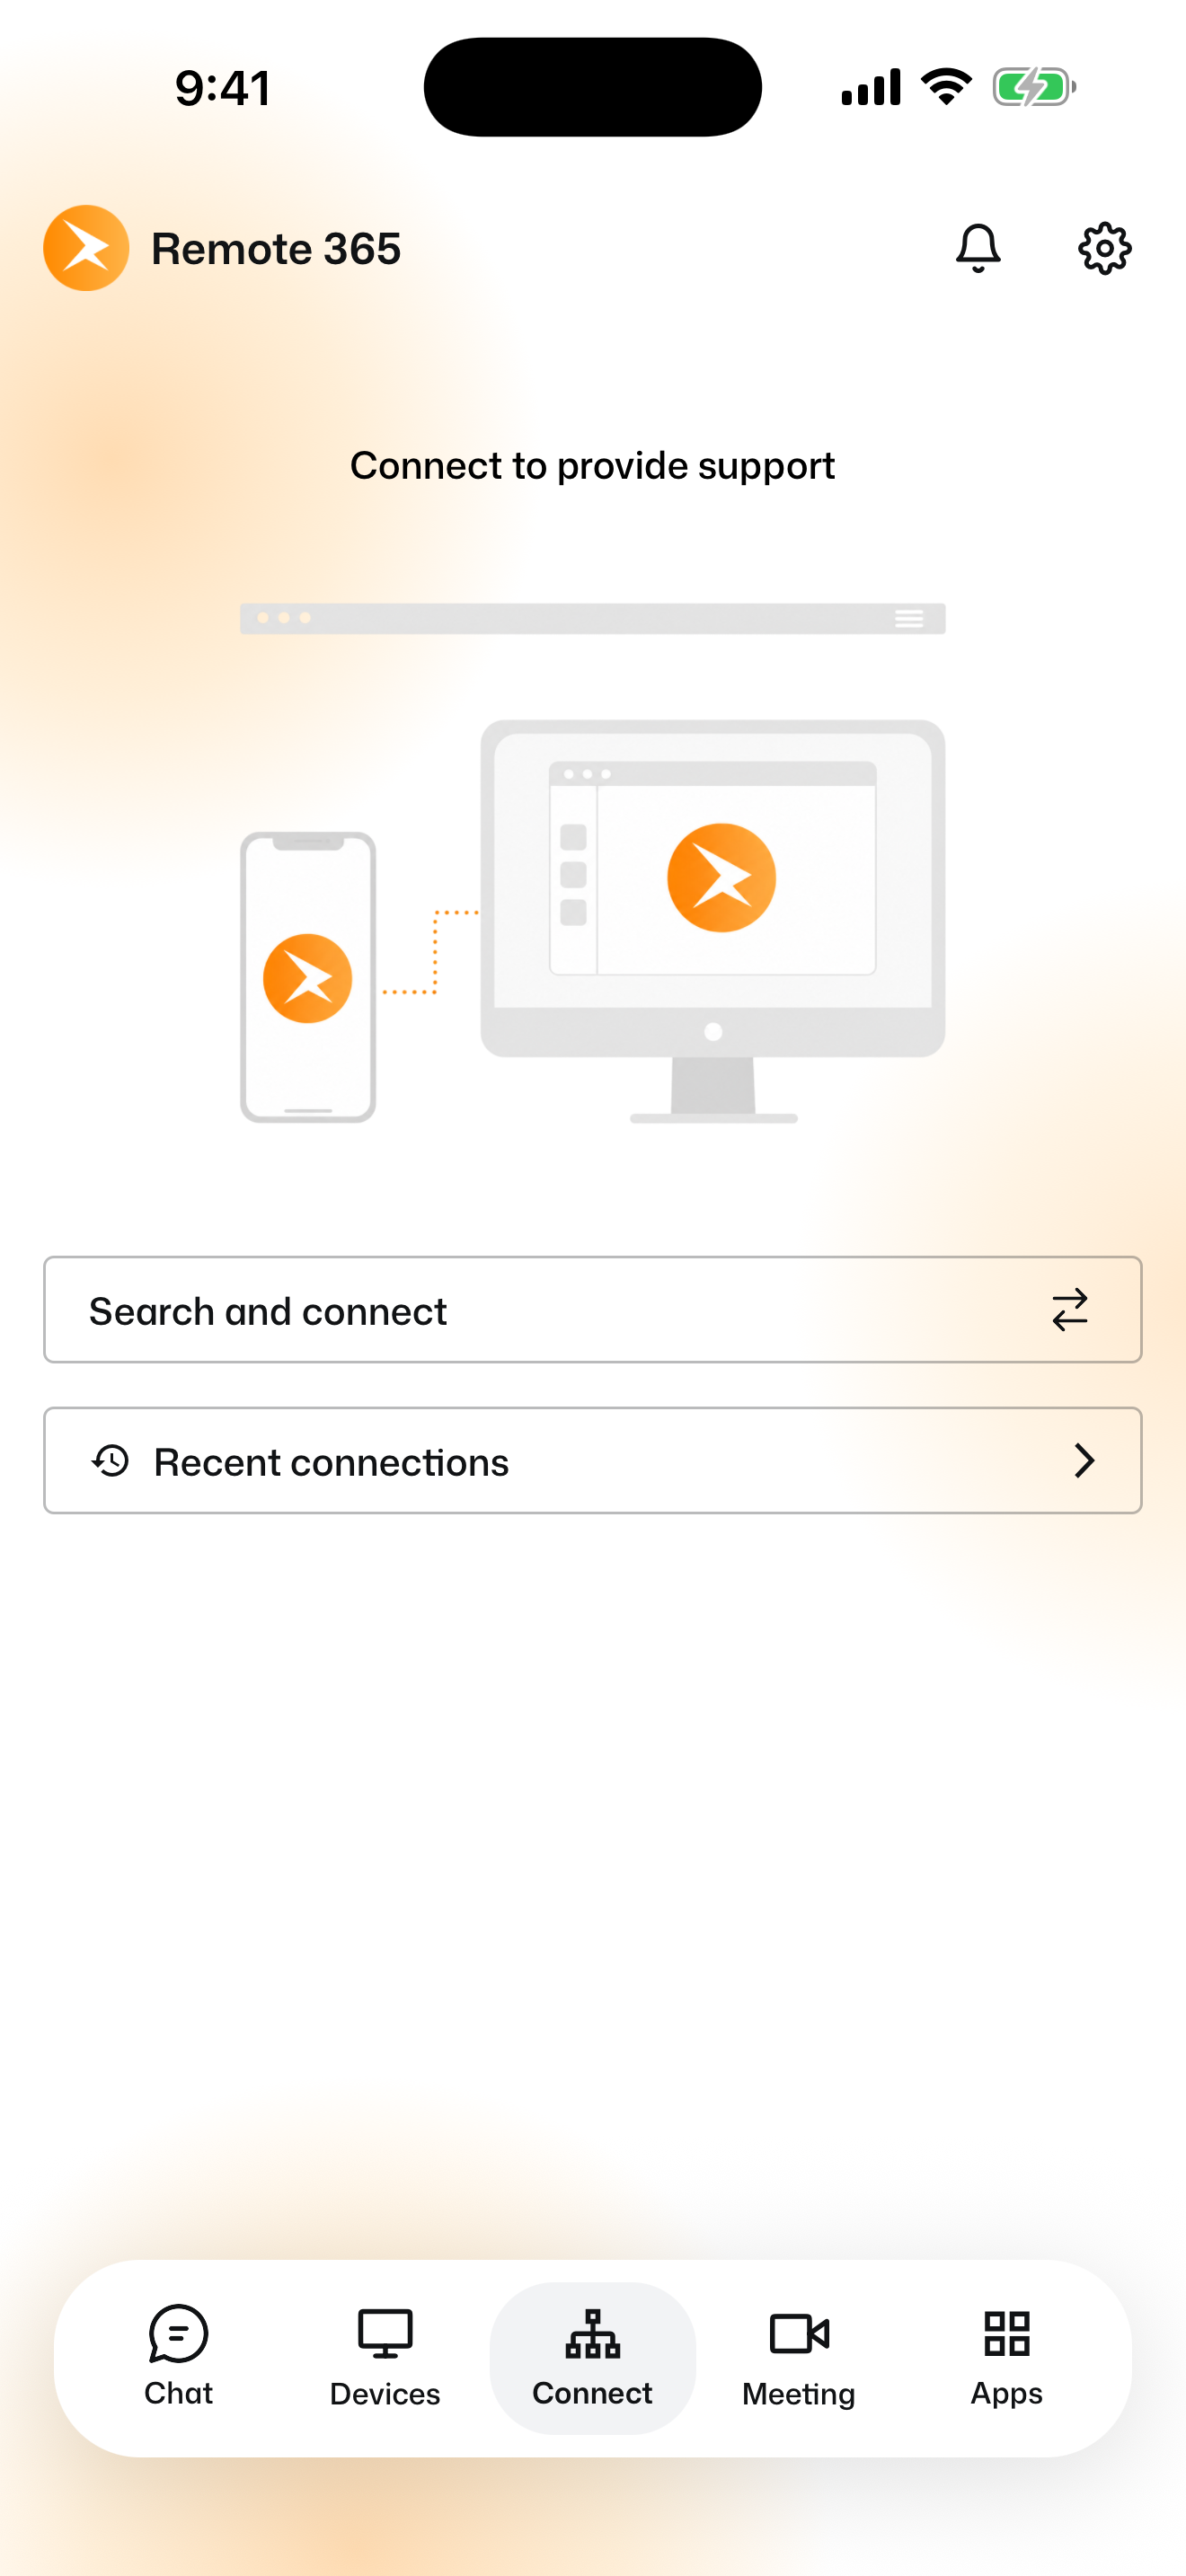 9:41
Remote 365
Connect to provide support
Search and connect
Recent connections
Chat
Devices
Connect
Meeting
Apps